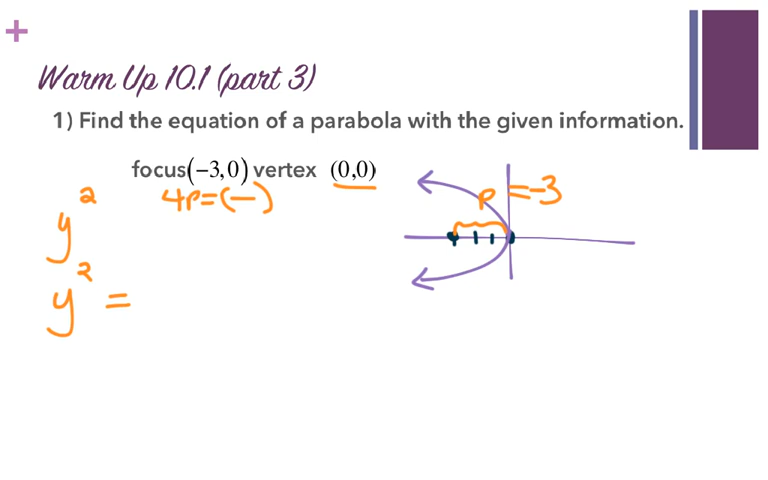 +
Warm Up 10.1 (part 3)
1) Find the equation of a parabola with the given information.
focus(−3,0) vertex (0,0)
4P=(−)
P =-3
y²
y² =